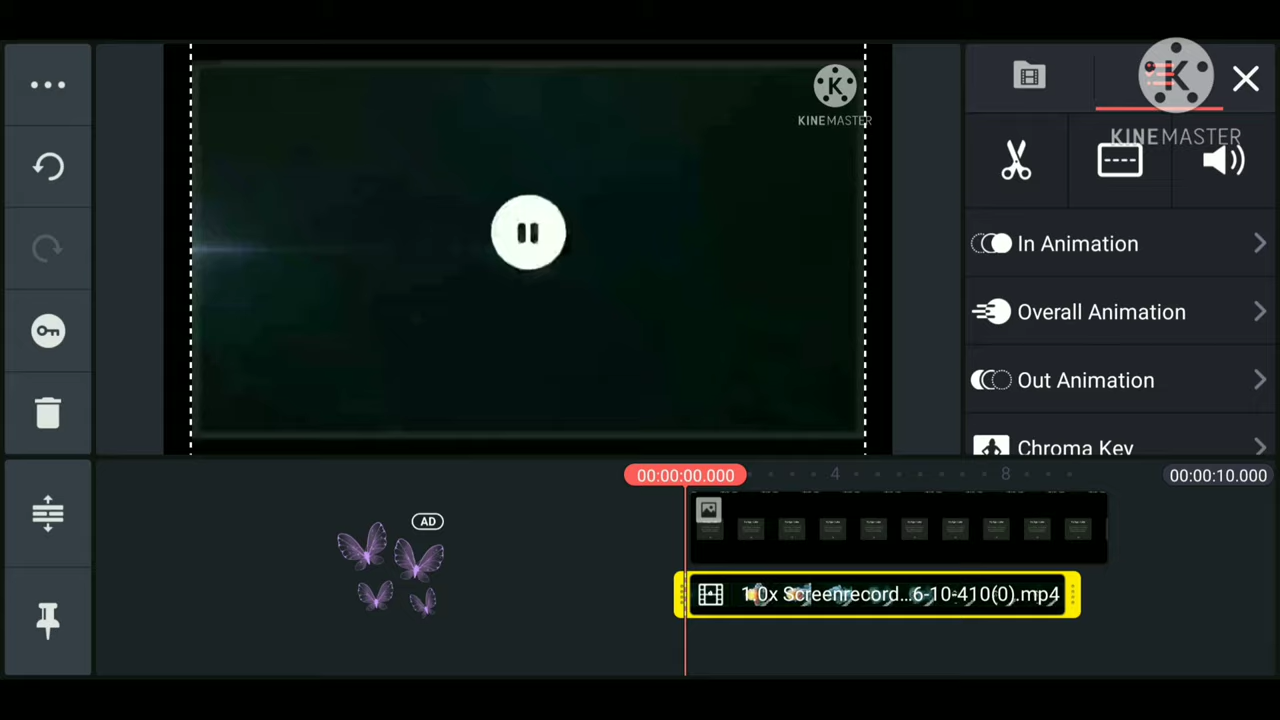 K
KINEMASTER
K
KINEMASTER
In Animation
Overall Animation
Out Animation
Chroma Key
00:00:00.000
4
8
00:00:10.000
AD
1.0x Screenrecord...6-10-410(0).mp4